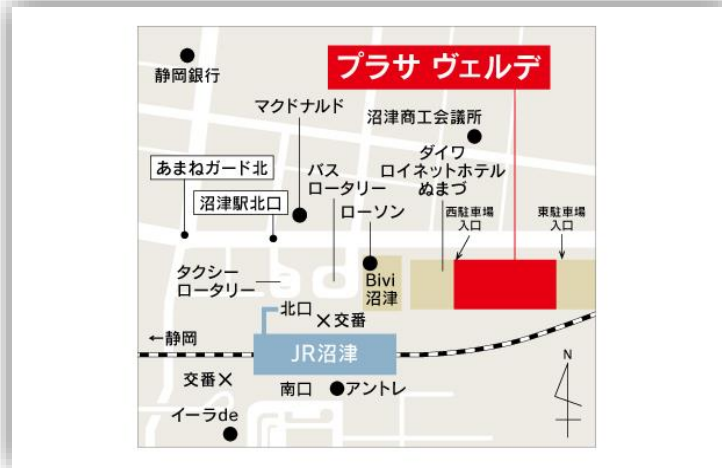 プラサ ヴェルデ
静岡銀行
マクドナルド
沼津商工会議所
ダイワ
ロイネットホテル
ぬまづ
あまねガード北
バス
ロータリー
沼津駅北口
ローソン
西駐車場
入口
東駐車場
入口
タクシー
ロータリー
Bivi
沼津
北口
交番
←静岡
JR沼津
N
交番
南口
アントレ
イーラde